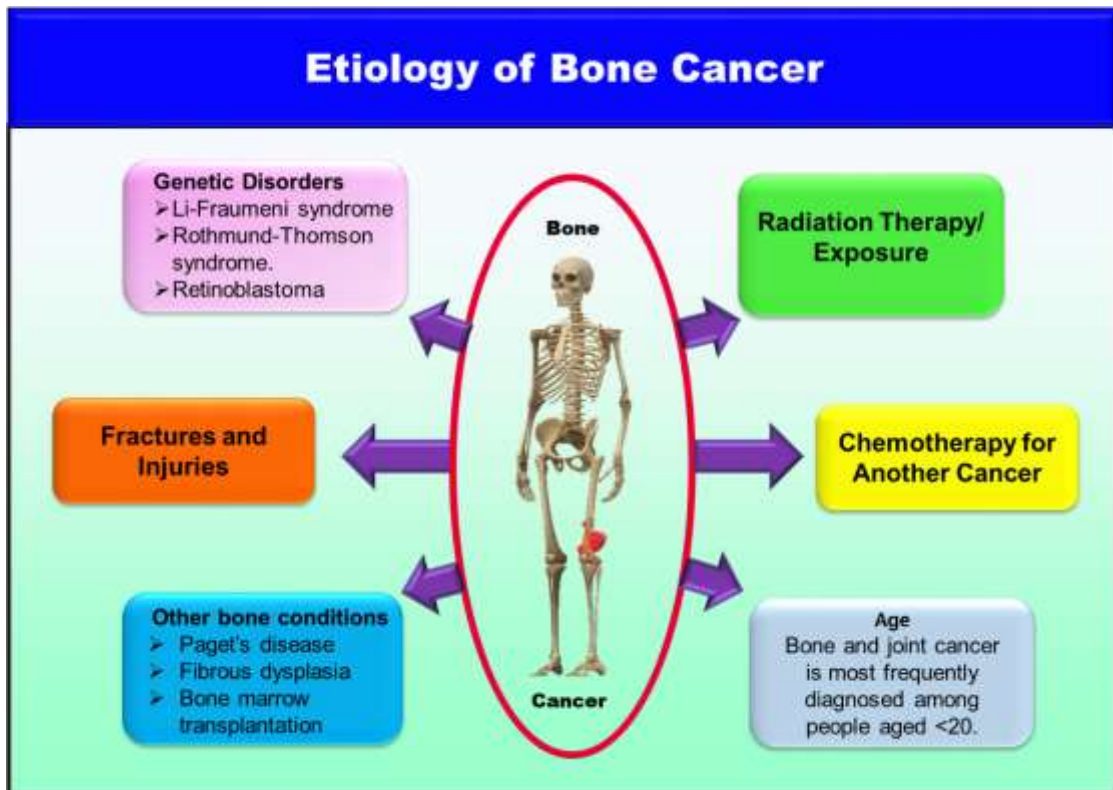 Etiology of Bone Cancer
Genetic Disorders
➢Li-Fraumeni syndrome
➢Rothmund-Thomson
syndrome.
➢Retinoblastoma
Bone
Radiation Therapy/
Exposure
Fractures and
Injuries
Chemotherapy for
Another Cancer
Other bone conditions
➢ Paget's disease
➢ Fibrous dysplasia
➢ Bone marrow
transplantation
Cancer
Age
Bone and joint cancer
is most frequently
diagnosed among
people aged <20.